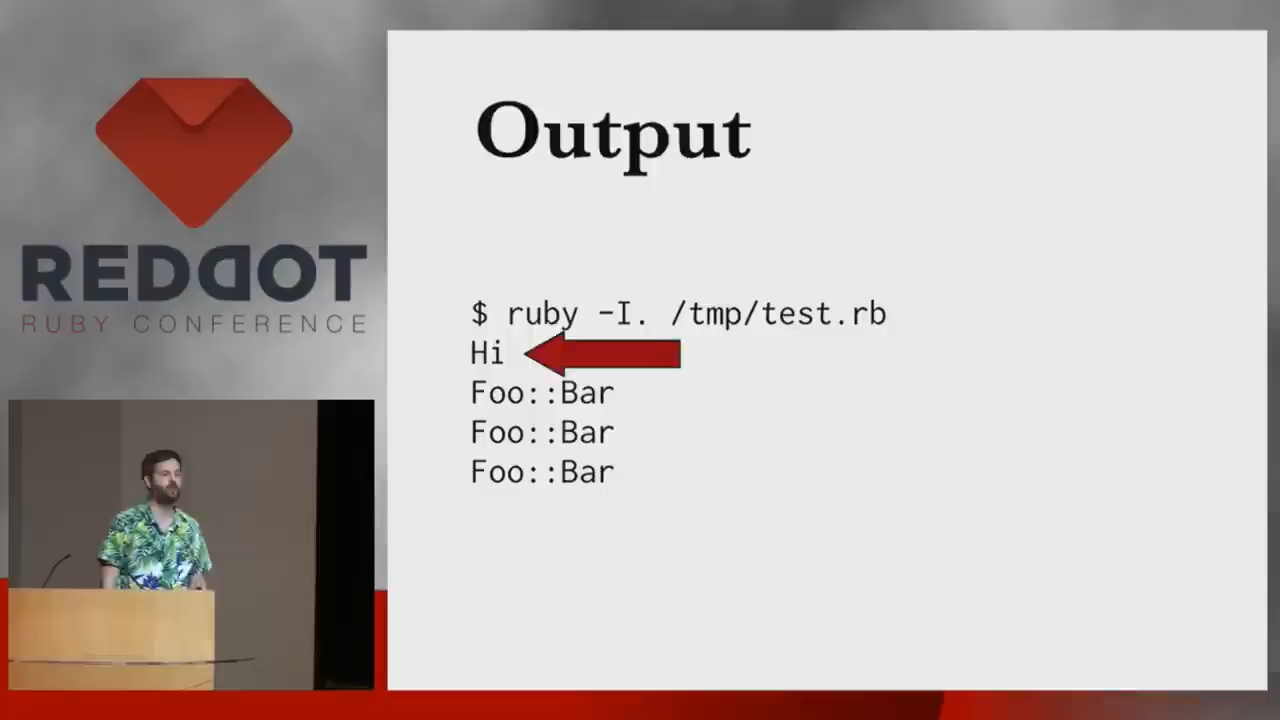 REDDOT
RUBY CONFERENCE
Output
$ ruby -I. /tmp/test.rb
Hi
Foo::Bar
Foo::Bar
Foo::Bar